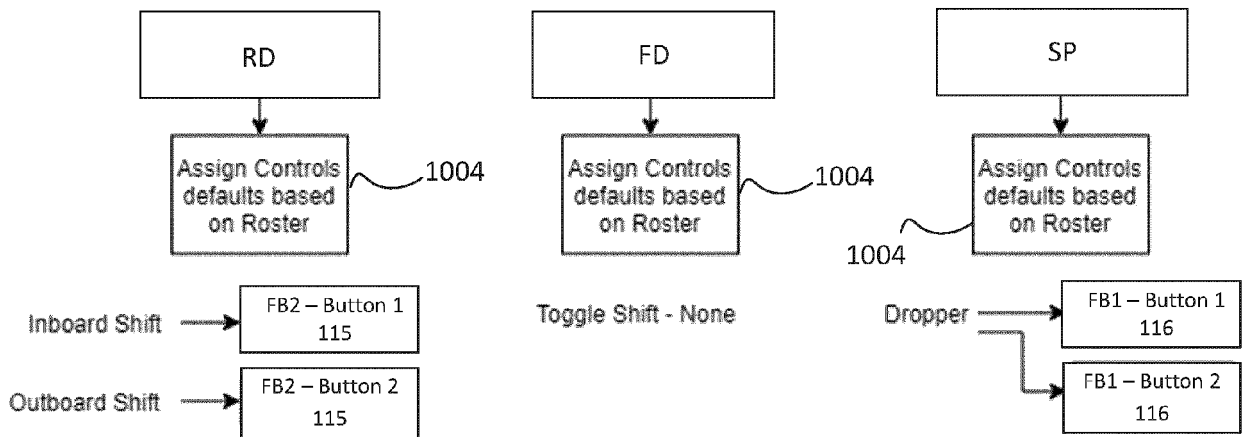 RD
FD
SP
Assign Controls
defaults based
on Roster
1004
Assign Controls
defaults based
on Roster
1004
Assign Controls
defaults based
on Roster
1004
Inboard Shift
FB2 – Button 1
115
Outboard Shift
FB2 – Button 2
115
Toggle Shift - None
Dropper
FB1 – Button 1
116
FB1 – Button 2
116